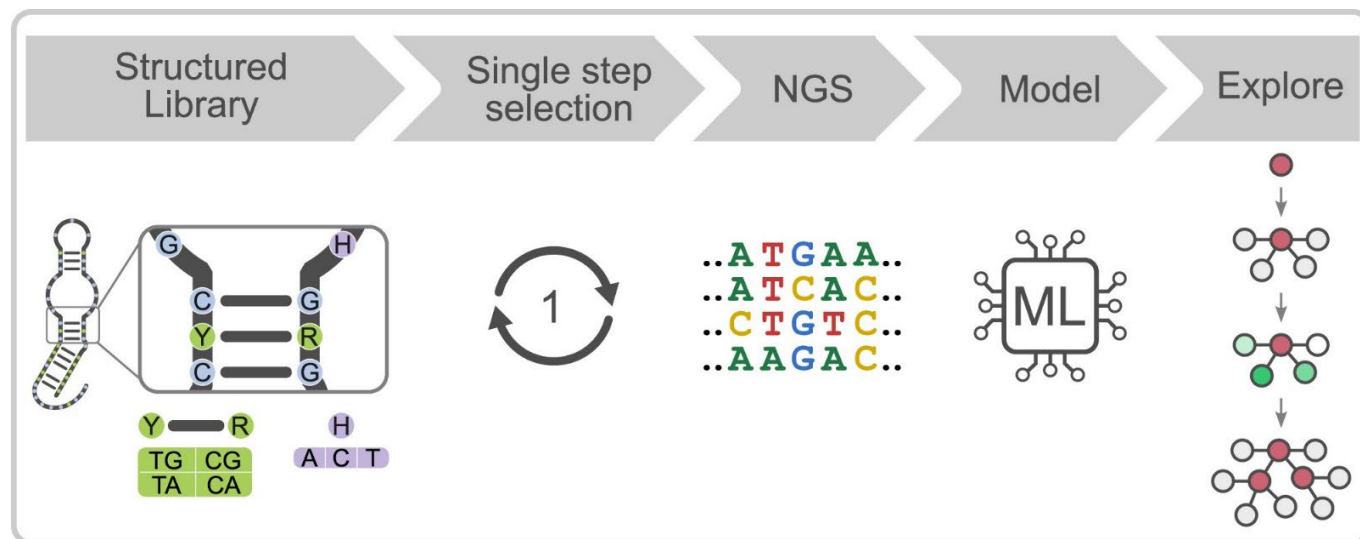 Structured
Library
Single step
selection
NGS
Model
Explore
G
H
C G
Y R
C G
Y R
TG CG
TA CA
H
A C T
1
..ATGAA..
..ATCAC..
..CTGTC..
..AAGAC..
ML